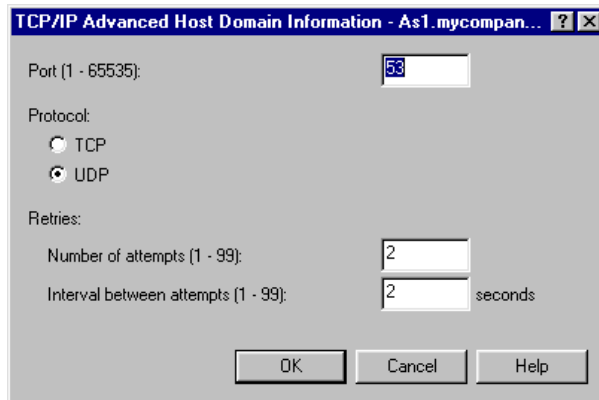 TCP/IP Advanced Host Domain Information - As1.mycompan... ? ×
Port (1 - 65535): 53
Protocol:
TCP
UDP
Retries:
Number of attempts (1 - 99): 2
Interval between attempts (1 - 99): 2 seconds
OK Cancel Help